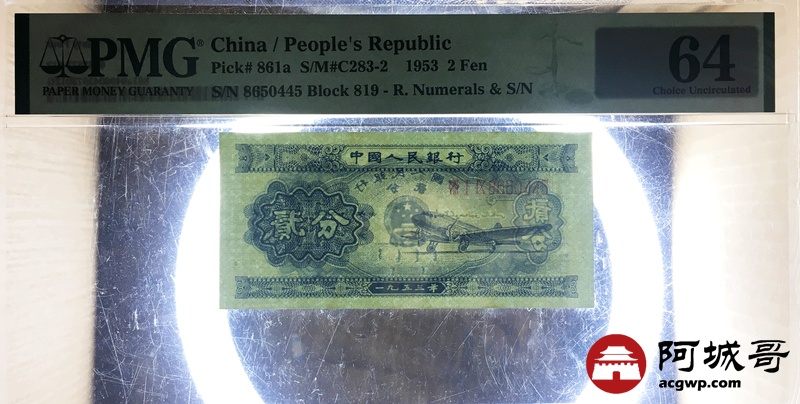 PMG®
PAPER MONEY GUARANTY
China / People's Republic
Pick# 861a S/M#C283-2 1953 2 Fen
S/N 8650445 Block 819 - R. Numerals & S/N
64
Choice Uncirculated
中國人民銀行
贰分
一九五三年
阿城哥
acgwp.com